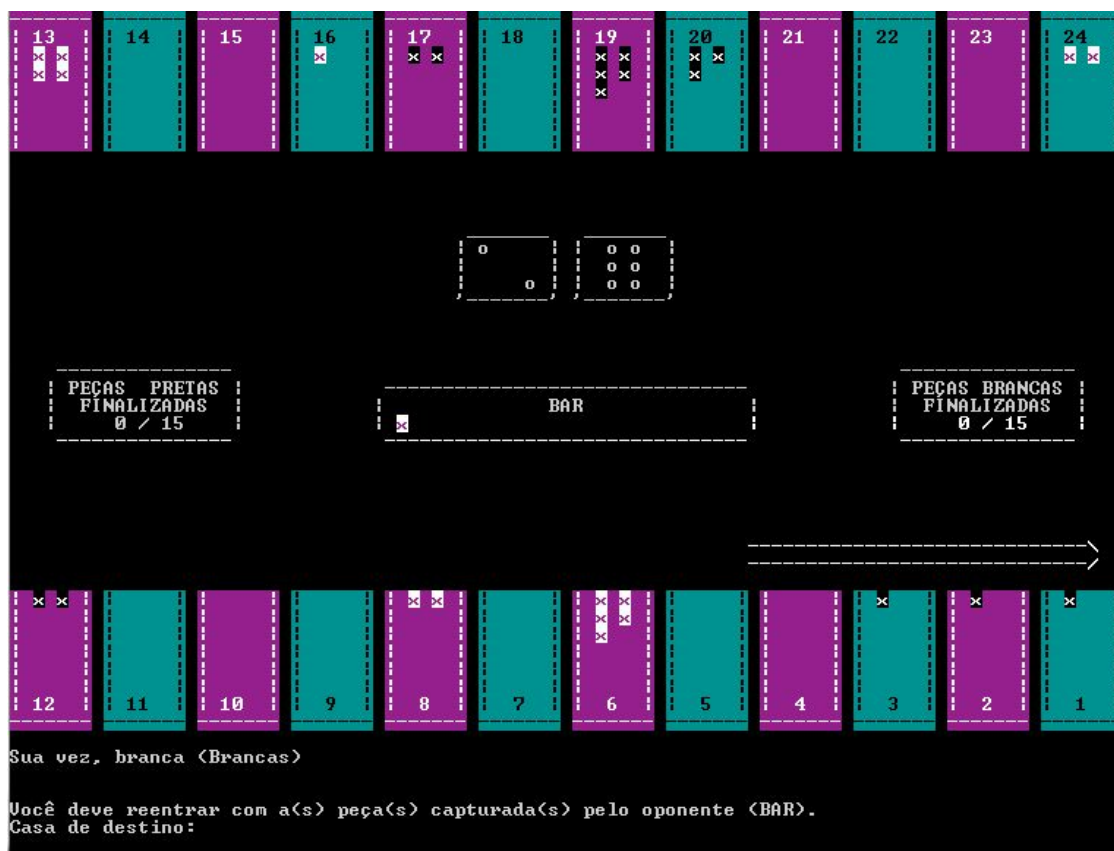 13 14 15 16 17 18 19 20 21 22 23 24
PEÇAS PRETAS
FINALIZADAS
0 / 15
BAR
PEÇAS BRANCAS
FINALIZADAS
0 / 15
12 11 10 9 8 7 6 5 4 3 2 1
Sua vez, branca (Brancas)
Você deve reentrar com a(s) peça(s) capturada(s) pelo oponente (BAR).
Casa de destino: